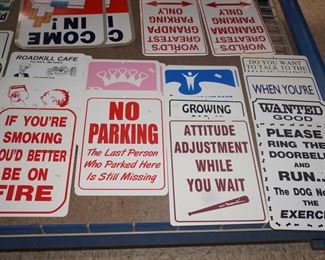 COME
IN!
WORLD'S
GREATEST
GRANDPA
PARKING
ONLY
WORLD'S
GREATEST
GRANDMA
PARKING
ONLY
ROADKILL CAFE
DO YOU WANT
TO TALK TO THE
WHEN YOU'RE
GROWING
WANTED
GOOD
IF YOU'RE
SMOKING
YOU'D BETTER
BE ON
FIRE
NO
PARKING
The Last Person
Who Parked Here
Is Still Missing
ATTITUDE
ADJUSTMENT
WHILE
YOU WAIT
PLEASE
RING THE
DOORBELL
AND
RUN...
The DOG
EXERCI